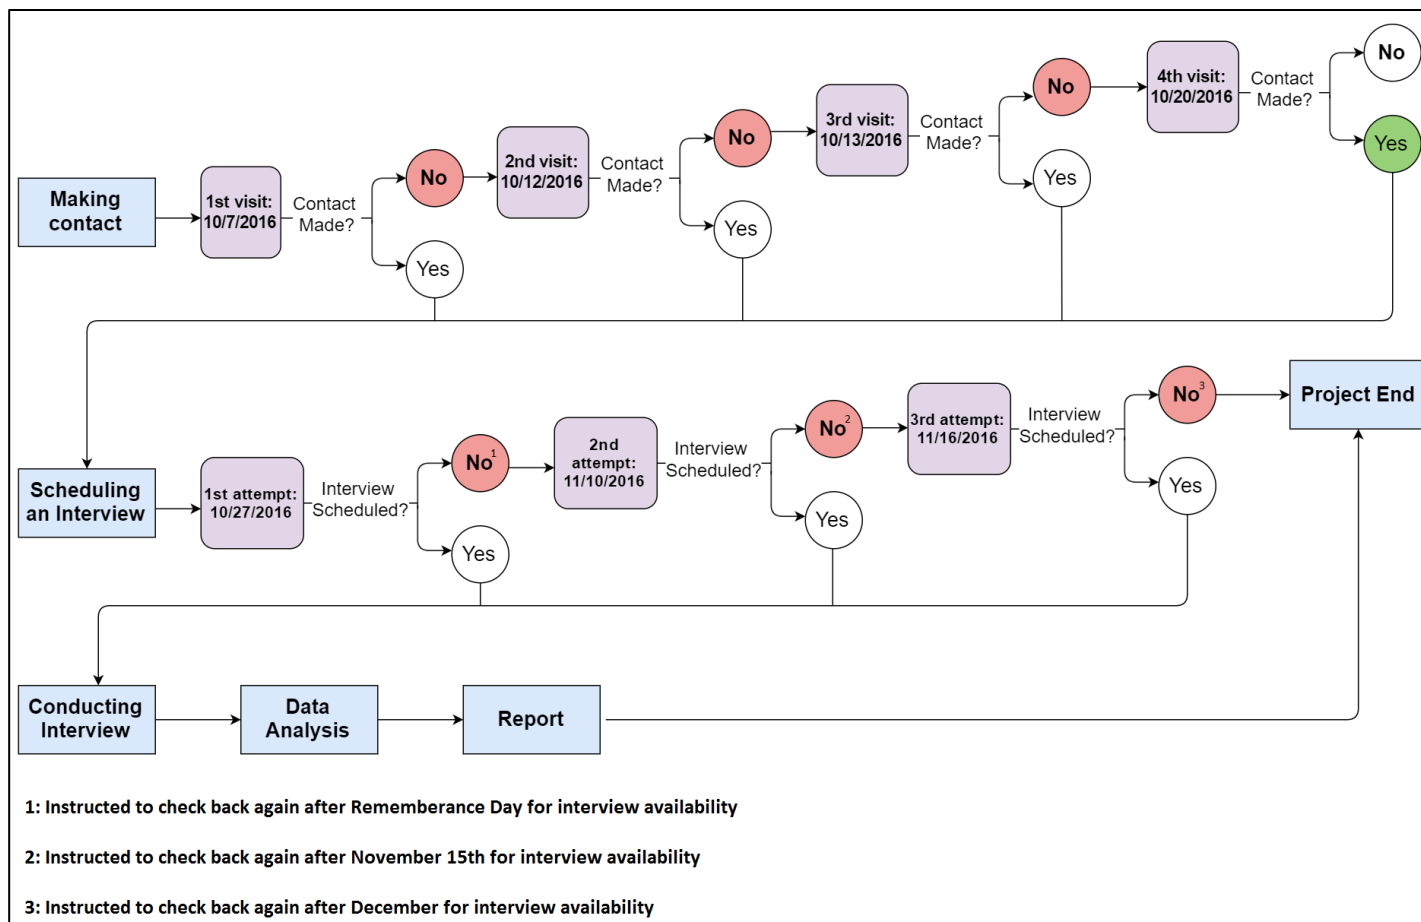 Making
contact
1st visit:
10/7/2016
Contact
Made?
No
Yes
2nd visit:
10/12/2016
Contact
Made?
No
Yes
3rd visit:
10/13/2016
Contact
Made?
No
Yes
4th visit:
10/20/2016
Contact
Made?
No
Yes
Scheduling
an Interview
1st attempt:
10/27/2016
Interview
Scheduled?
No1
Yes
2nd
attempt:
11/10/2016
Interview
Scheduled?
No2
Yes
3rd attempt:
11/16/2016
Interview
Scheduled?
No3
Yes
Project End
Conducting
Interview
Data
Analysis
Report
1: Instructed to check back again after Rememberance Day for interview availability
2: Instructed to check back again after November 15th for interview availability
3: Instructed to check back again after December for interview availability